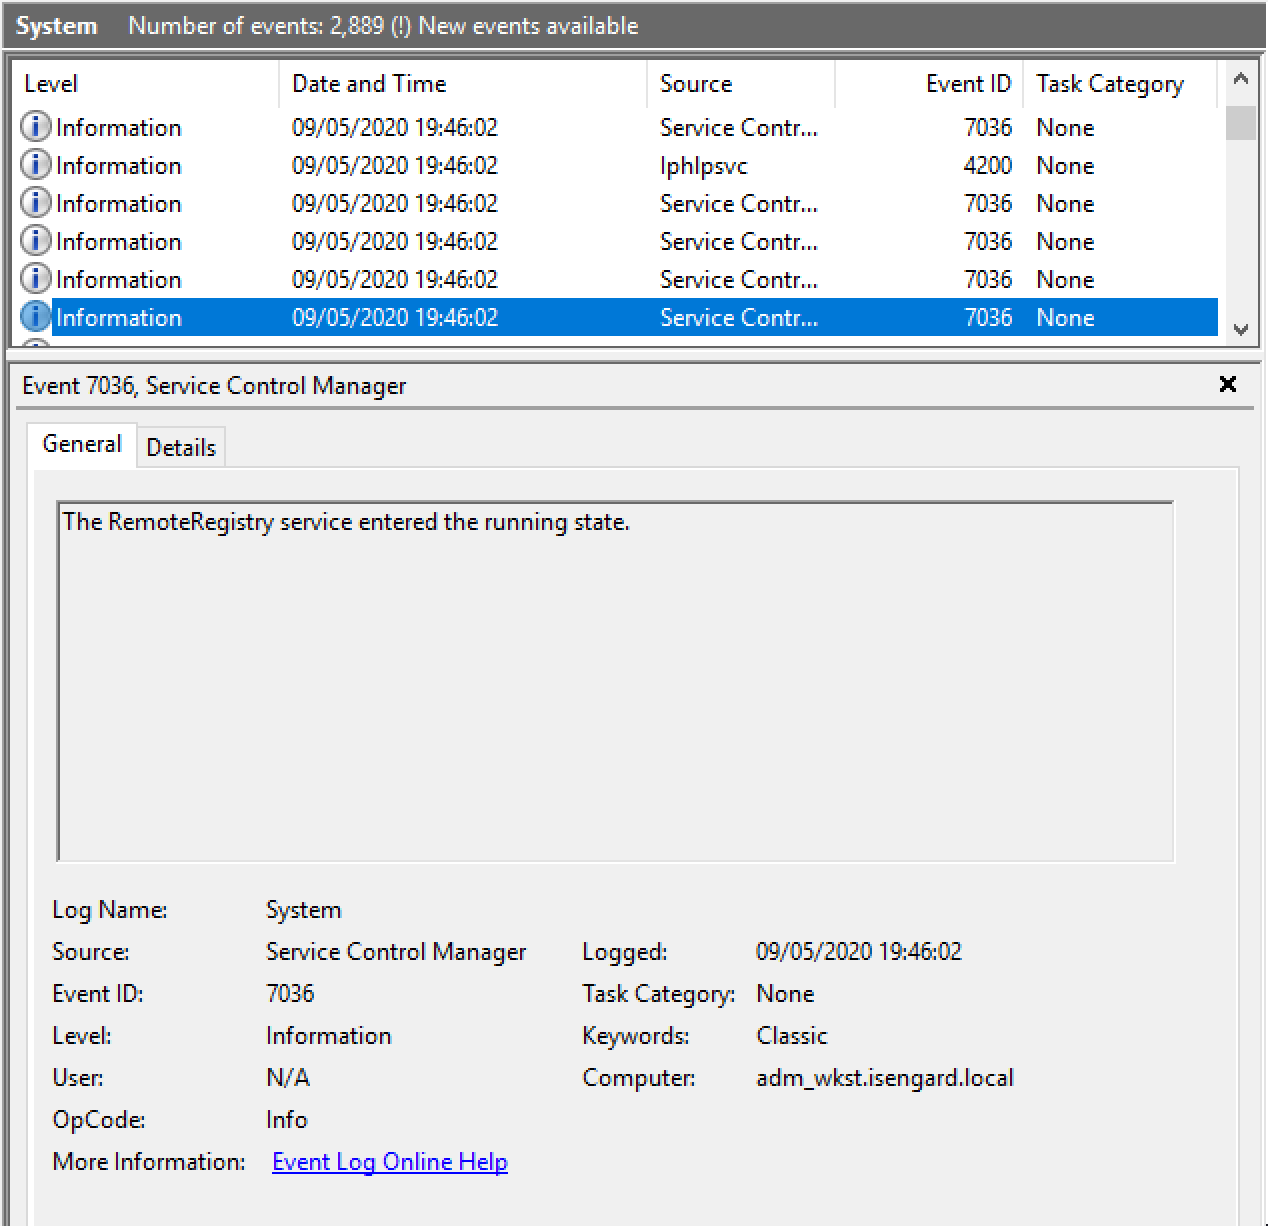 System Number of events: 2,889 (!) New events available
Level Date and Time Source Event ID Task Category
Information 09/05/2020 19:46:02 Service Contr... 7036 None
Information 09/05/2020 19:46:02 Iphlpsvc 4200 None
Information 09/05/2020 19:46:02 Service Contr... 7036 None
Information 09/05/2020 19:46:02 Service Contr... 7036 None
Information 09/05/2020 19:46:02 Service Contr... 7036 None
Information 09/05/2020 19:46:02 Service Contr... 7036 None
Event 7036, Service Control Manager
General Details
The RemoteRegistry service entered the running state.
Log Name: System
Source: Service Control Manager Logged: 09/05/2020 19:46:02
Event ID: 7036 Task Category: None
Level: Information Keywords: Classic
User: N/A Computer: adm_wkst.isengard.local
OpCode: Info
More Information: Event Log Online Help